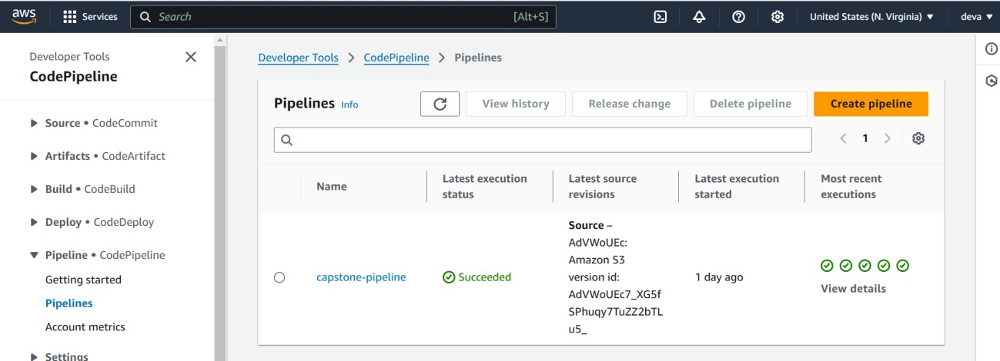 aws
Services
Search
[Alt+S]
United States (N. Virginia)
deva
Developer Tools
CodePipeline
Source • CodeCommit
Artifacts • CodeArtifact
Build • CodeBuild
Deploy • CodeDeploy
Pipeline • CodePipeline
Getting started
Pipelines
Account metrics
Settings
Developer Tools > CodePipeline > Pipelines
Pipelines Info
View history
Release change
Delete pipeline
Create pipeline
1
Name
Latest execution
status
Latest source
revisions
Latest execution
started
Most recent
executions
capstone-pipeline
Succeeded
Source –
AdVWoUEc:
Amazon S3
version id:
AdVWoUEc7_XG5f
SPhuqy7TuZZ2bTL
u5_
1 day ago
View details